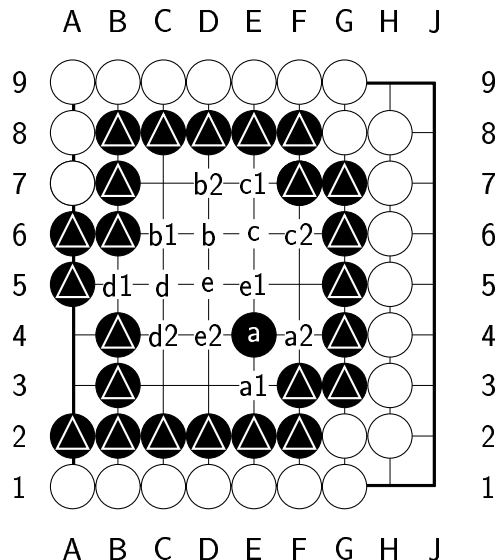 A B C D E F G H J
9 9
8 8
7 b2 c1 7
6 b1 b c c2 6
5 d1 d e e1 5
4 d2 e2 a a2 4
3 a1 3
2 2
1 1
A B C D E F G H J